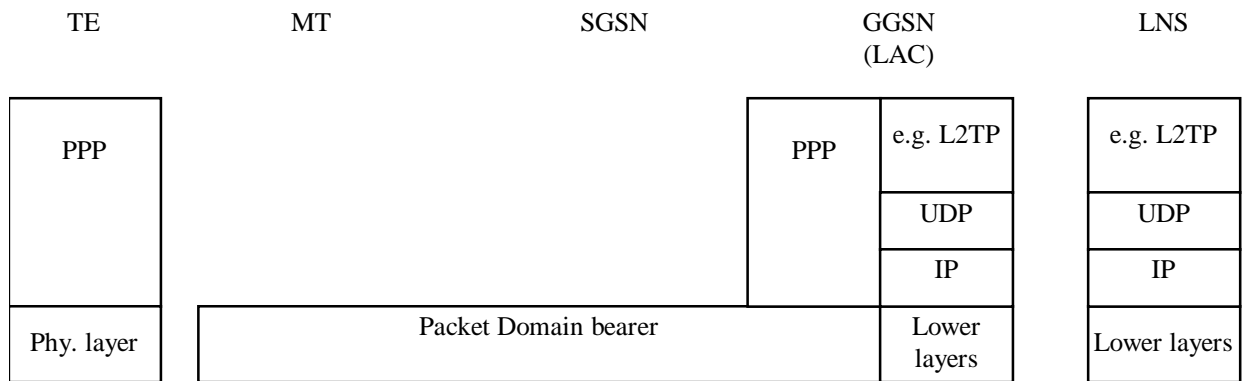 TE MT SGSN GGSN LNS
(LAC)
PPP PPP e.g. L2TP e.g. L2TP
UDP UDP
IP IP
Phy. layer Packet Domain bearer Lower layers Lower layers